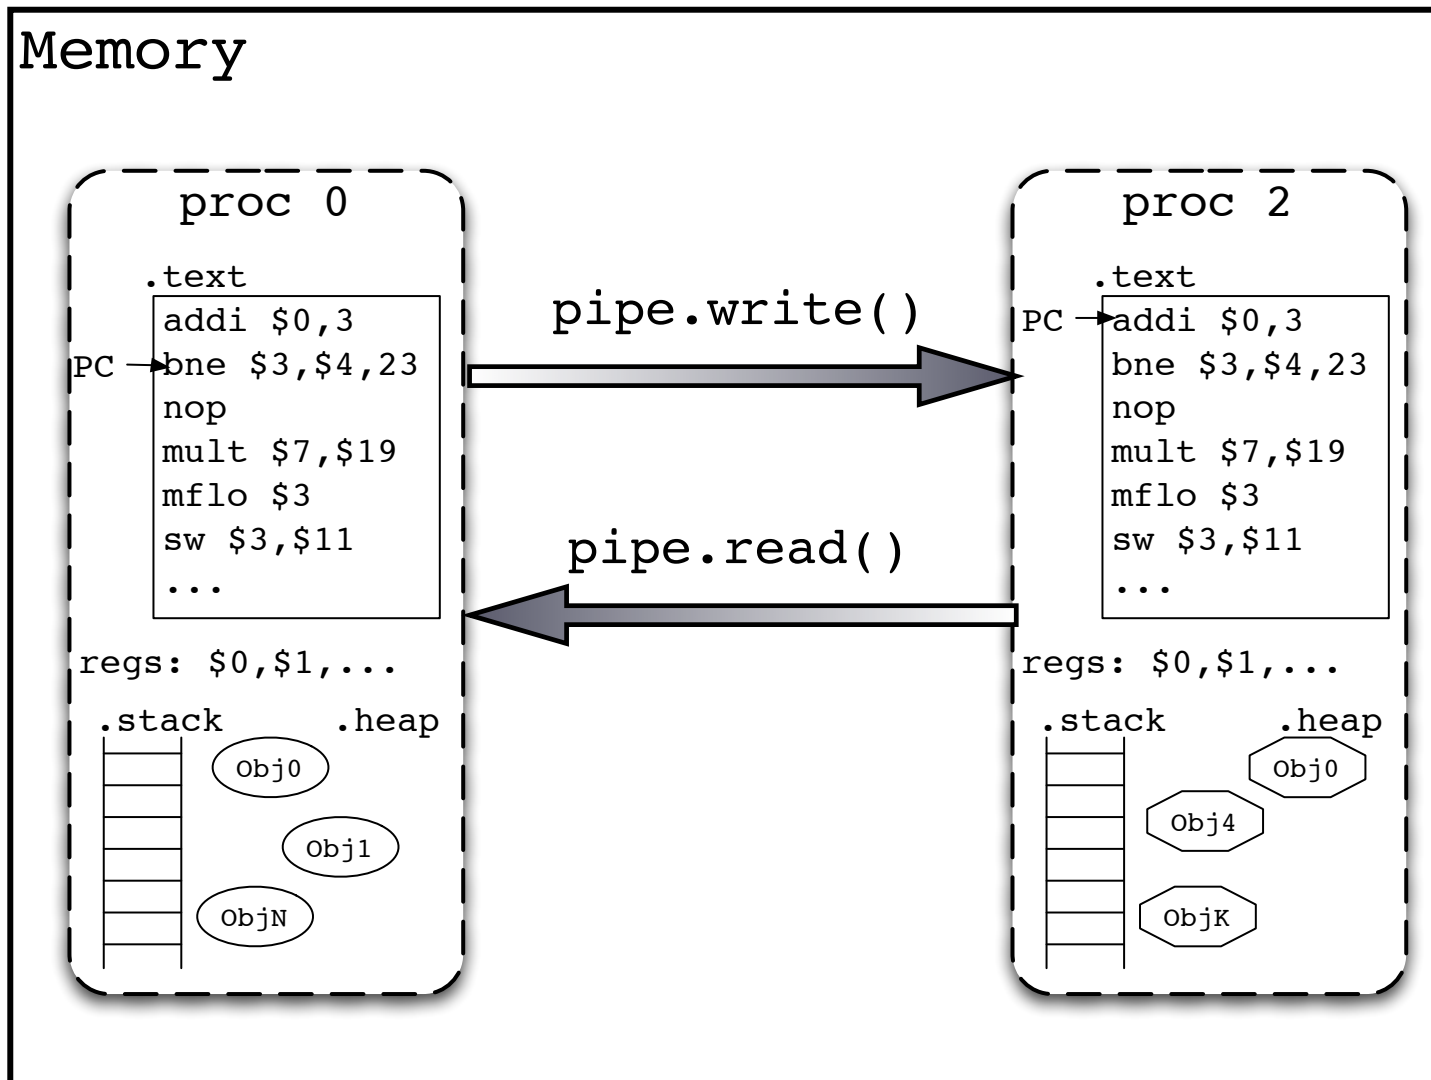 Memory
proc 0
.text
addi $0,3
PC bne $3,$4,23
nop
mult $7,$19
mflo $3
sw $3,$11
...
regs: $0,$1,...
.stack .heap
Obj0
Obj1
ObjN
pipe.write()
pipe.read()
proc 2
.text
PC addi $0,3
bne $3,$4,23
nop
mult $7,$19
mflo $3
sw $3,$11
...
regs: $0,$1,...
.stack .heap
Obj0
Obj4
ObjK